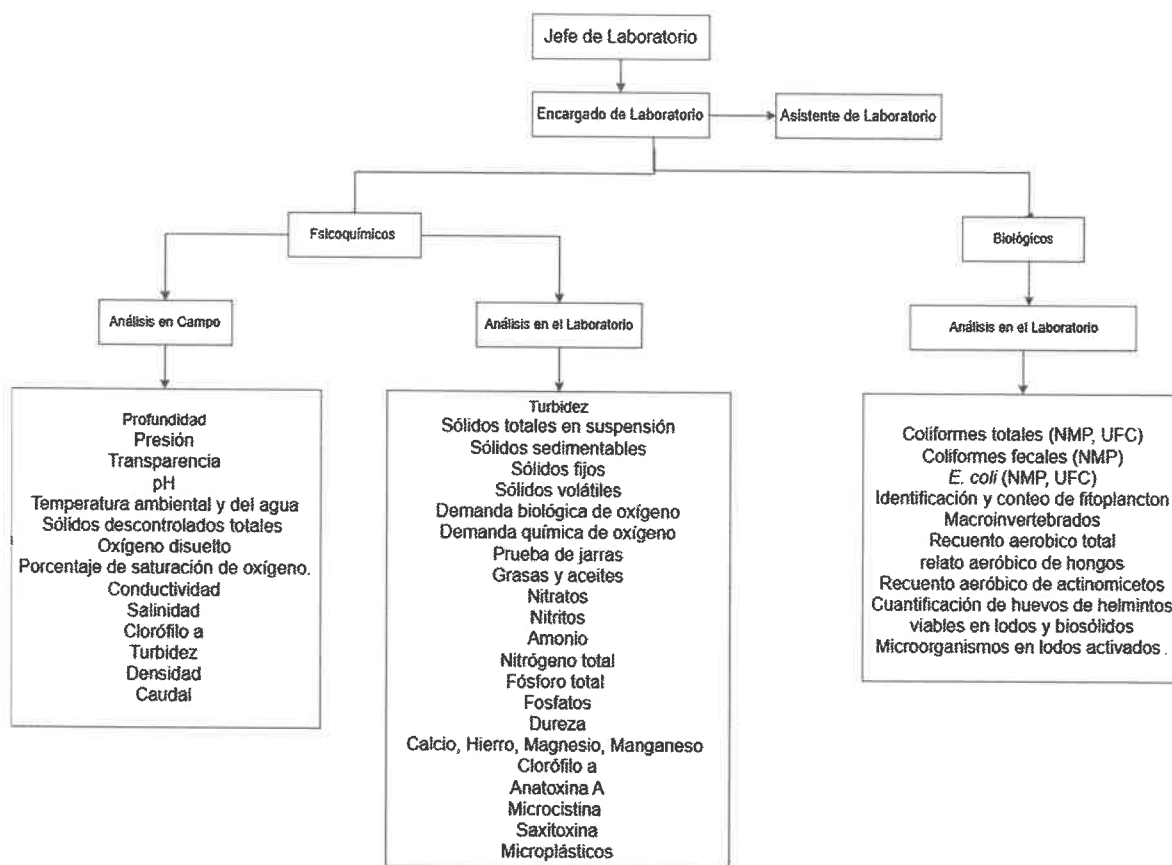 Jefe de Laboratorio
Encargado de Laboratorio
Asistente de Laboratorio
Fsicoquímicos
Biológicos
Análisis en Campo
Análisis en el Laboratorio
Análisis en el Laboratorio
Profundidad
Presión
Transparencia
pH
Temperatura ambiental y del agua
Sólidos descontrolados totales
Oxígeno disuelto
Porcentaje de saturación de oxígeno.
Conductividad
Salinidad
Clorófilo a
Turbidez
Densidad
Caudal
Turbidez
Sólidos totales en suspensión
Sólidos sedimentables
Sólidos fijos
Sólidos volátiles
Demanda biológica de oxígeno
Demanda química de oxígeno
Prueba de jarras
Grasas y aceites
Nitratos
Nitritos
Amonio
Nitrógeno total
Fósforo total
Fosfatos
Dureza
Calcio, Hierro, Magnesio, Manganeso
Clorófilo a
Anatoxina A
Microcistina
Saxitoxina
Microplásticos
Coliformes totales (NMP, UFC)
Coliformes fecales (NMP)
E. coli (NMP, UFC)
Identificación y conteo de fitoplancton
Macroinvertebrados
Recuento aerobico total
relato aeróbico de hongos
Recuento aeróbico de actinomicetos
Cuantificación de huevos de helmintos
viables en lodos y biosólidos
Microorganismos en lodos activados .